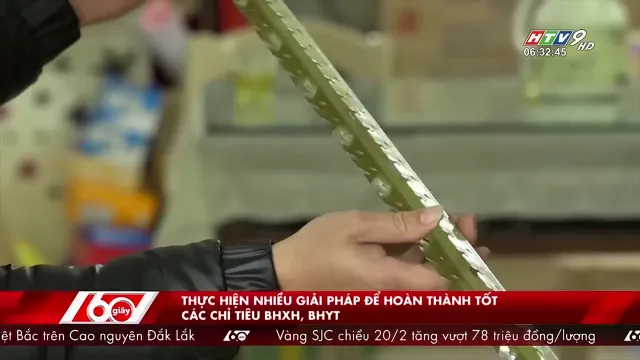 HTV9 HD
06:32:45
60 giây
THỰC HIỆN NHIỀU GIẢI PHÁP ĐỂ HOÀN THÀNH TỐT
CÁC CHỈ TIÊU BHXH, BHYT
ệt Bắc trên Cao nguyên Đắk Lắk
Vàng SJC chiều 20/2 tăng vượt 78 triệu đồng/lượng
60